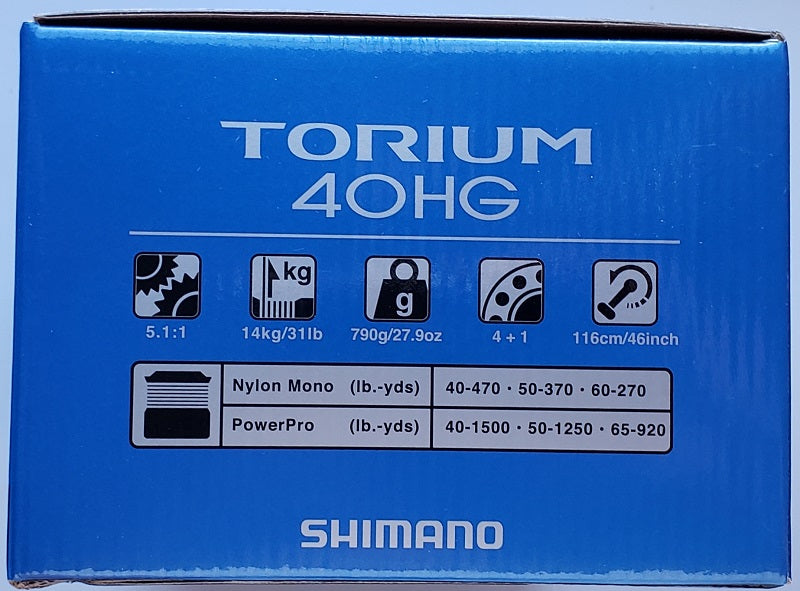 TORIUM
40HG
kg
g
5.1:1 14kg/31lb 790g/27.9oz 4 + 1 116cm/46inch
Nylon Mono (lb.-yds) 40-470 · 50-370 · 60-270
PowerPro (lb.-yds) 40-1500 · 50-1250 · 65-920
SHIMANO